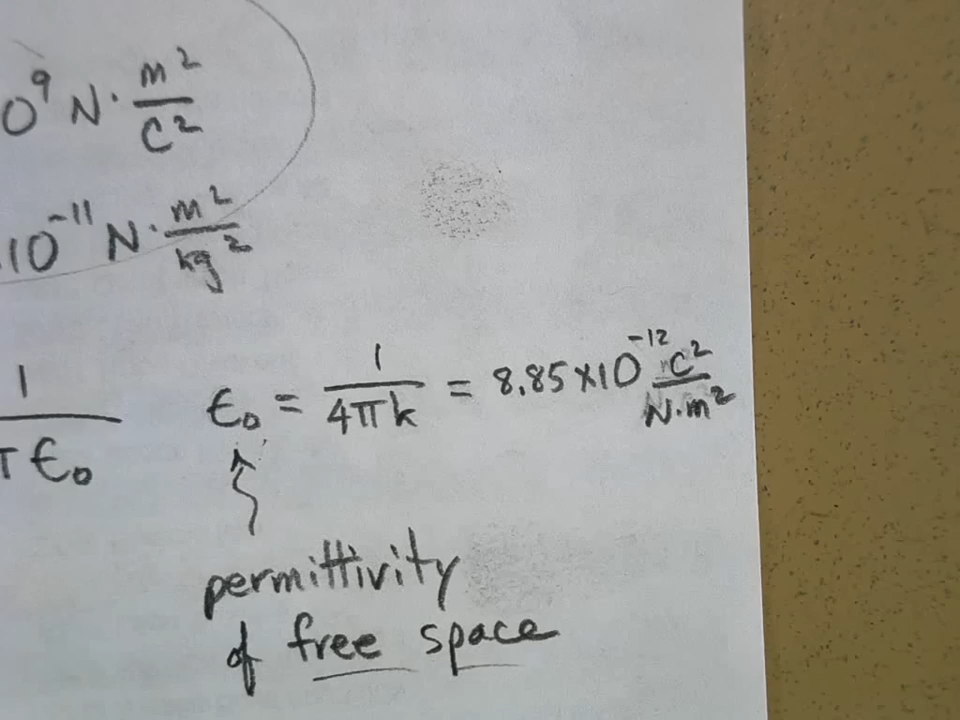 0⁹ N · m²/C²
10⁻¹¹ N · m²/kg²
1/πϵ₀ ϵ₀ = 1/4πk = 8.85×10⁻¹² C²/N·m²
permittivity
of free space